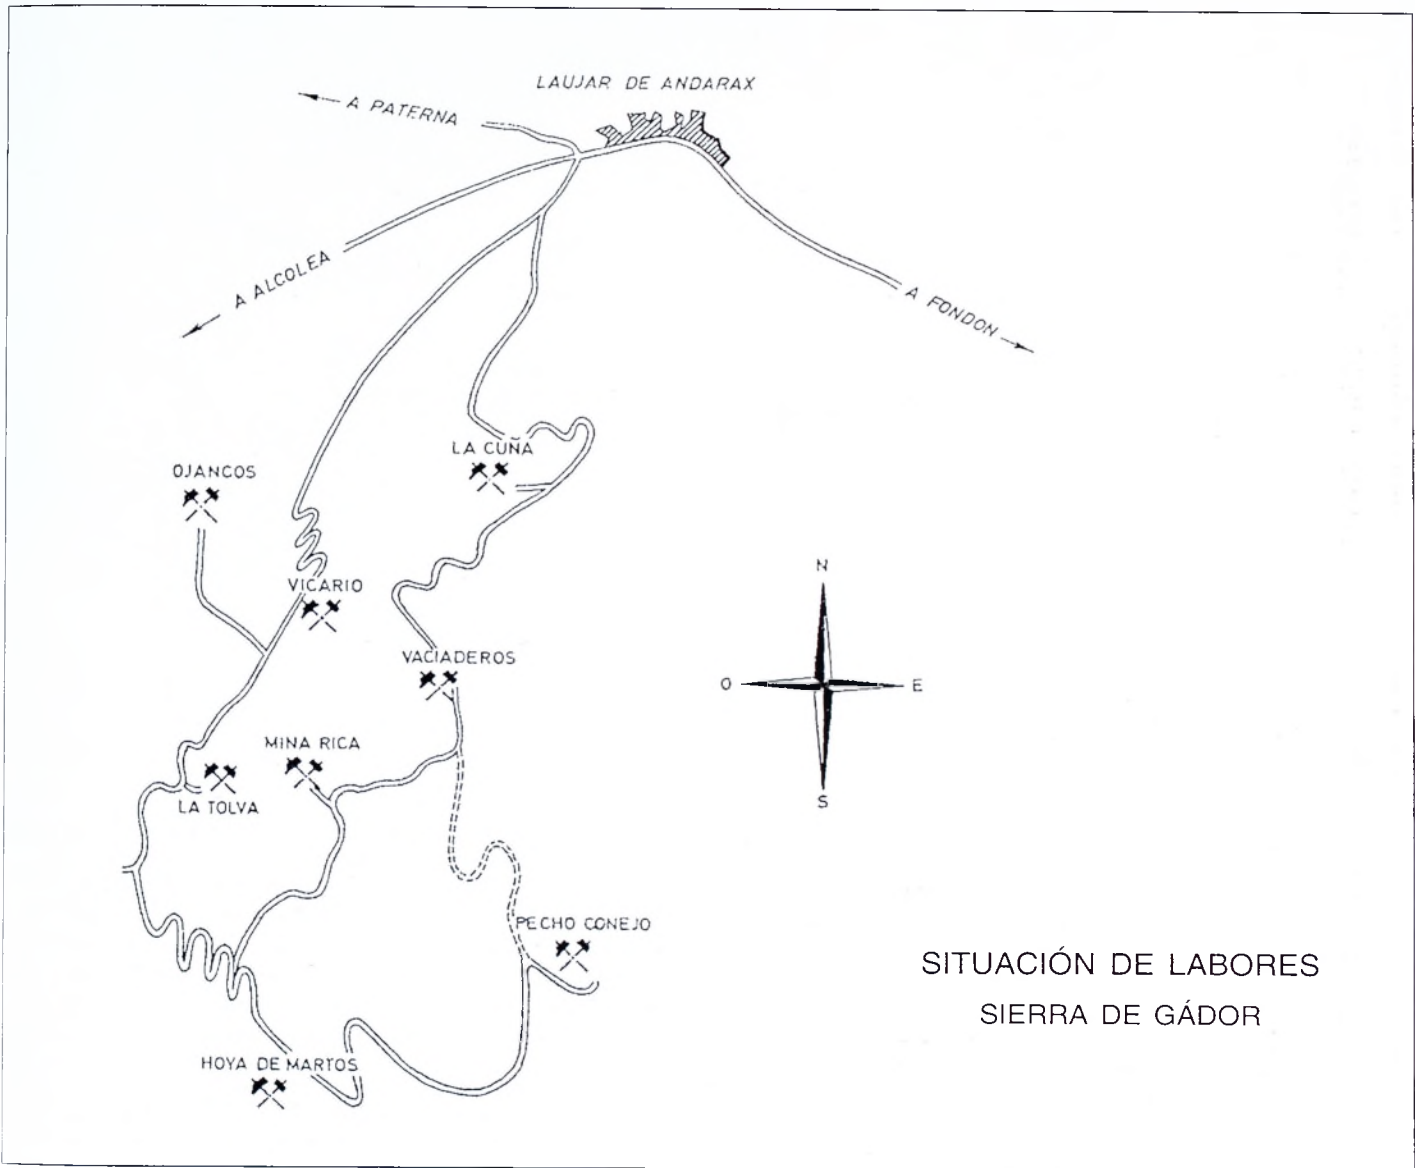 LAUJAR DE ANDARAX
A PATERNA
A ALCOLEA
A FONDON
LA CUÑA
OJANCOS
VICARIO
N
VACIADEROS
O
E
MINA RICA
LA TOLVA
S
PECHO CONEJO
SITUACIÓN DE LABORES
SIERRA DE GÁDOR
HOYA DE MARTOS